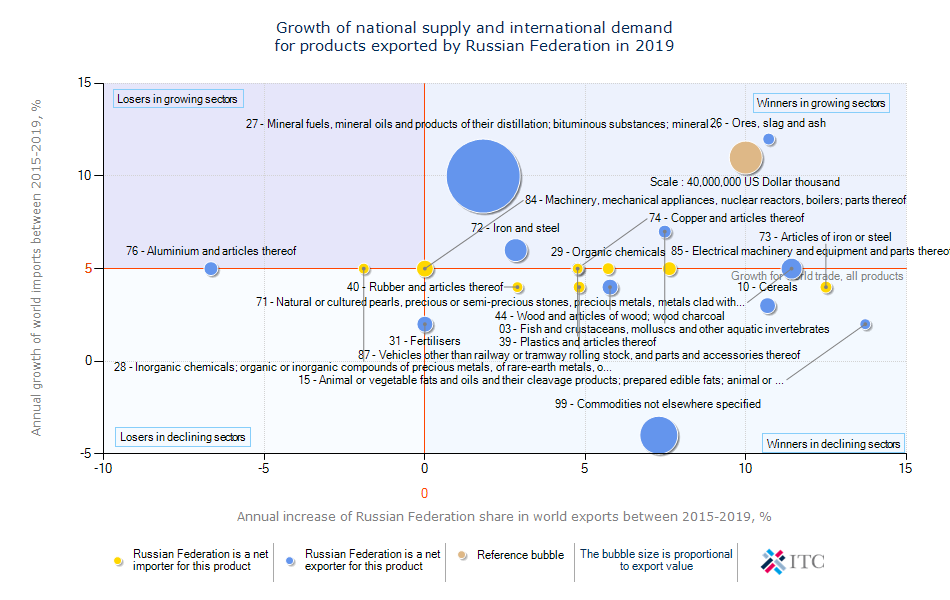 Growth of national supply and international demand
for products exported by Russian Federation in 2019
Annual growth of world imports between 2015-2019, %
15
10
5
0
-5
Losers in growing sectors
Winners in growing sectors
27 - Mineral fuels, mineral oils and products of their distillation; bituminous substances; mineral
26 - Ores, slag and ash
Scale : 40,000,000 US Dollar thousand
84 - Machinery, mechanical appliances, nuclear reactors, boilers; parts thereof
74 - Copper and articles thereof
72 - Iron and steel
73 - Articles of iron or steel
76 - Aluminium and articles thereof
29 - Organic chemicals
85 - Electrical machinery and equipment and parts thereof
Growth for world trade, all products
40 - Rubber and articles thereof
10 - Cereals
71 - Natural or cultured pearls, precious or semi-precious stones, precious metals, metals clad with...
44 - Wood and articles of wood; wood charcoal
03 - Fish and crustaceans, molluscs and other aquatic invertebrates
31 - Fertilisers
39 - Plastics and articles thereof
87 - Vehicles other than railway or tramway rolling stock, and parts and accessories thereof
28 - Inorganic chemicals; organic or inorganic compounds of precious metals, of rare-earth metals, o...
15 - Animal or vegetable fats and oils and their cleavage products; prepared edible fats; animal or ...
99 - Commodities not elsewhere specified
Losers in declining sectors
Winners in declining sectors
-10
-5
0
5
10
15
0
Annual increase of Russian Federation share in world exports between 2015-2019, %
Russian Federation is a net
importer for this product
Russian Federation is a net
exporter for this product
Reference bubble
The bubble size is proportional
to export value
ITC